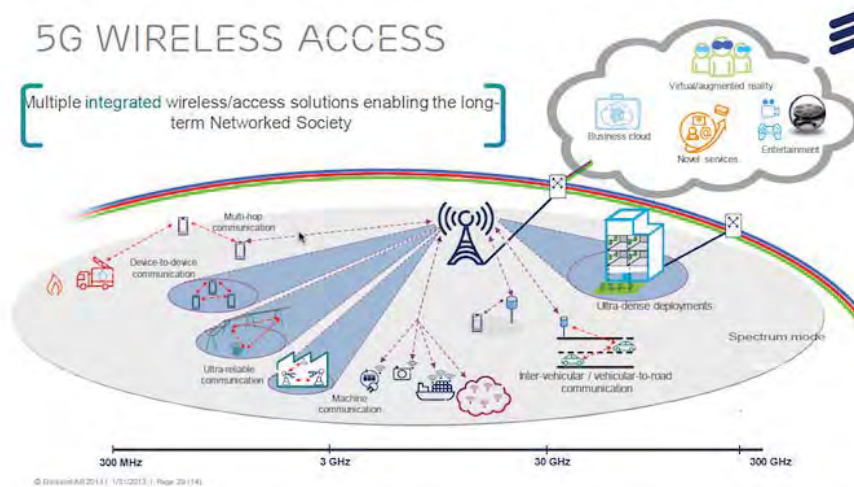 5G WIRELESS ACCESS
Multiple integrated wireless/access solutions enabling the long-
term Networked Society
Virtual/augmented reality
Business cloud
Novel services
Entertainment
Multi-hop
communication
Device-to-device
communication
Ultra-dense deployments
Spectrum mode
Ultra-reliable
communication
Inter-vehicular / vehicular-to-road
communication
Machine
communication
300 MHz
3 GHz
30 GHz
300 GHz